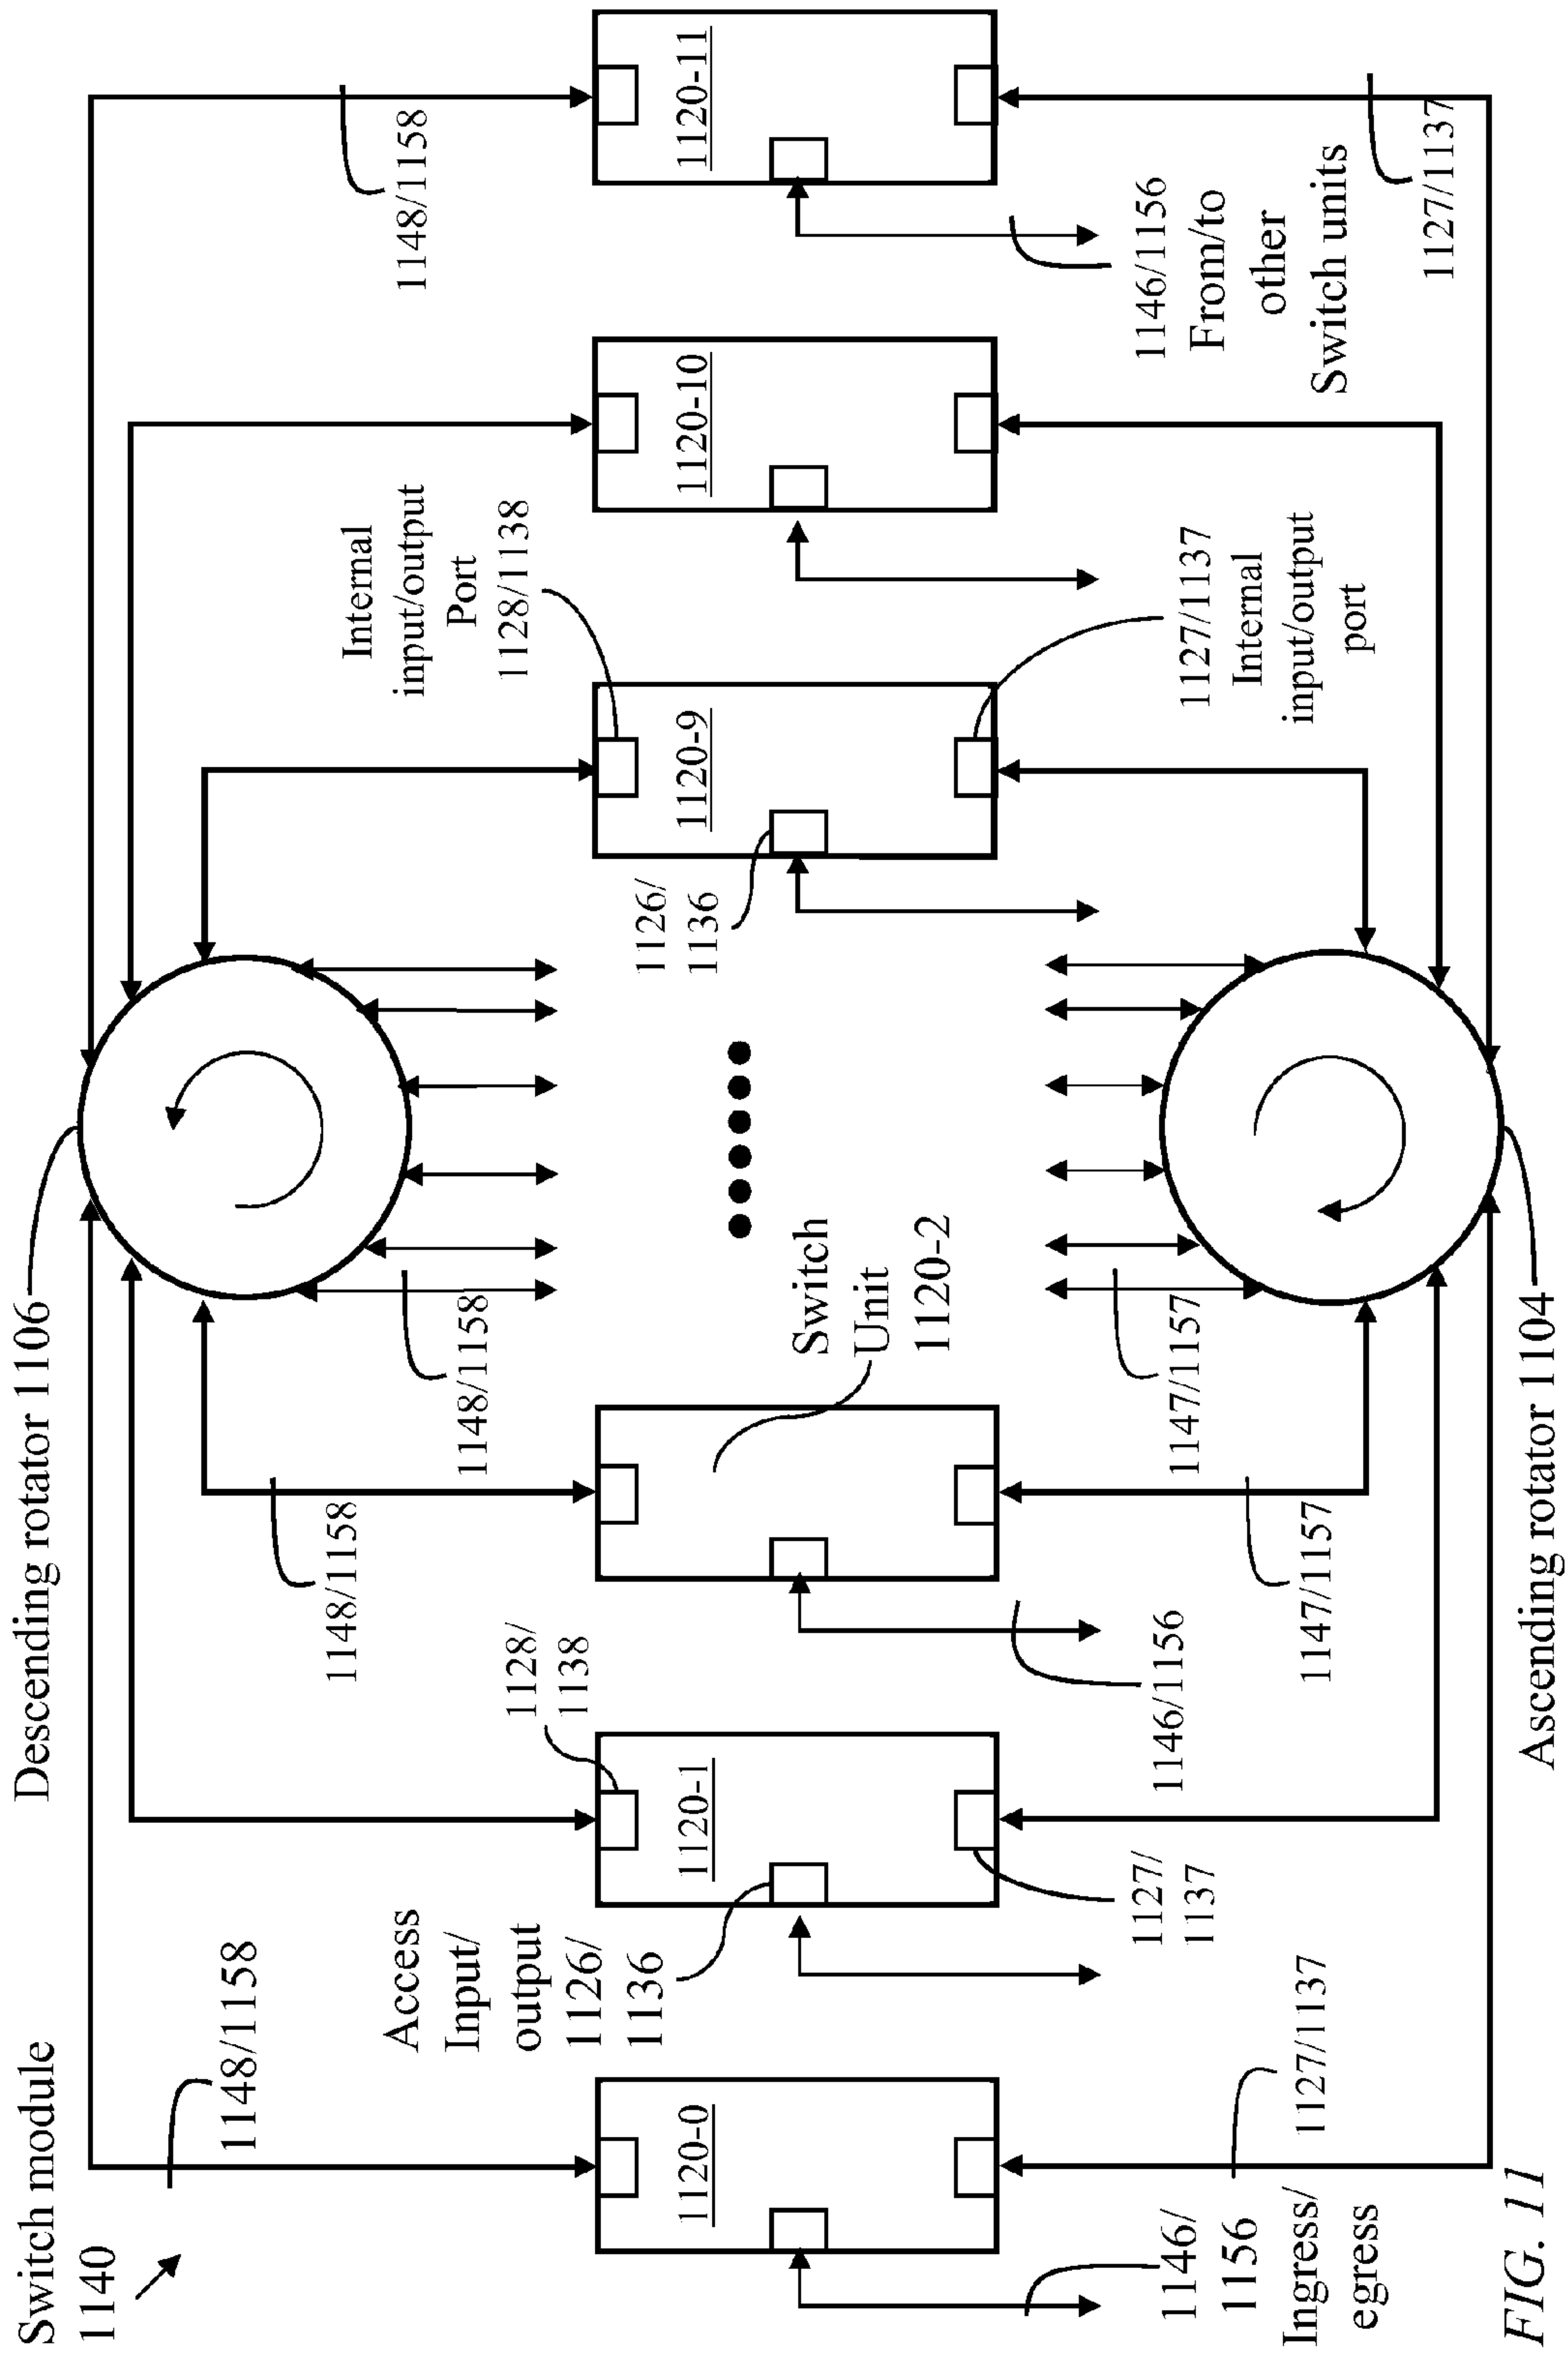 Switch module
1140
Descending rotator 1106
1148/1158
1148/1158
1148/1158
1148/1158
Access
Input/
output
1126/
1136
1128/
1138
Internal
input/output
Port
1128/1138
1126/
1136
1120-0
1120-1
Switch
Unit
1120-2
1120-9
1120-10
1120-11
1146/
1156
Ingress/
egress
1127/1137
1127/
1137
1146/1156
1147/1157
1147/1157
1127/1137
Internal
input/output
port
1146/1156
From/to
other
Switch units
1127/1137
Ascending rotator 1104
FIG. 11